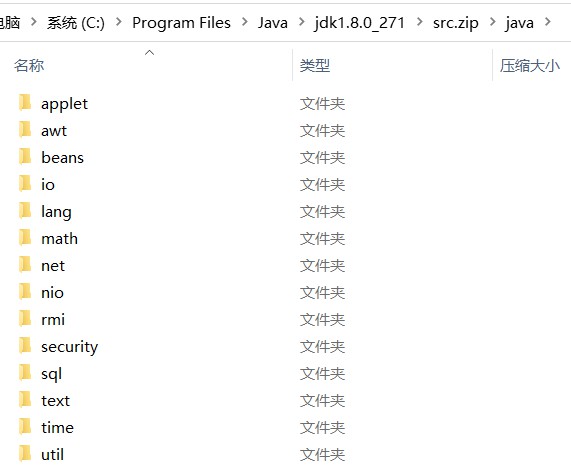 电脑 > 系统 (C:) > Program Files > Java > jdk1.8.0_271 > src.zip > java >
名称 类型 压缩大小
applet 文件夹
awt 文件夹
beans 文件夹
io 文件夹
lang 文件夹
math 文件夹
net 文件夹
nio 文件夹
rmi 文件夹
security 文件夹
sql 文件夹
text 文件夹
time 文件夹
util 文件夹